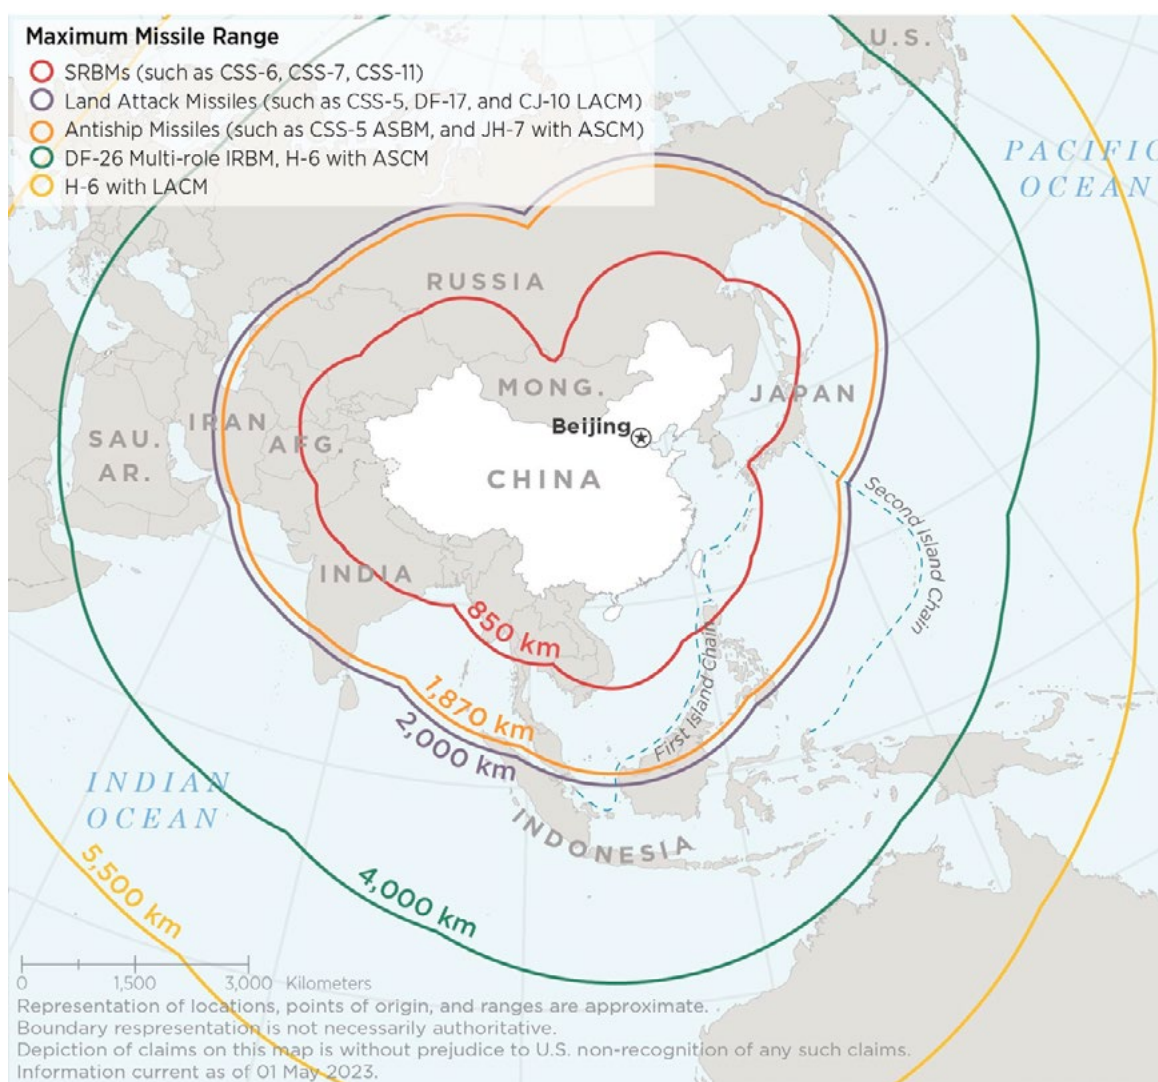 Maximum Missile Range
SRBMs (such as CSS-6, CSS-7, CSS-11)
Land Attack Missiles (such as CSS-5, DF-17, and CJ-10 LACM)
Antiship Missiles (such as CSS-5 ASBM, and JH-7 with ASCM)
DF-26 Multi-role IRBM, H-6 with ASCM
H-6 with LACM
U.S.
PACIFIC
OCEAN
RUSSIA
MONG.
JAPAN
IRAN
AFG.
SAU.
AR.
Beijing
CHINA
Second Island Chain
INDIA
850 km
First Island Chain
1,870 km
2,000 km
INDIAN
OCEAN
INDONESIA
5,500 km
4,000 km
0 1,500 3,000 Kilometers
Representation of locations, points of origin, and ranges are approximate.
Boundary respresentation is not necessarily authoritative.
Depiction of claims on this map is without prejudice to U.S. non-recognition of any such claims.
Information current as of 01 May 2023.